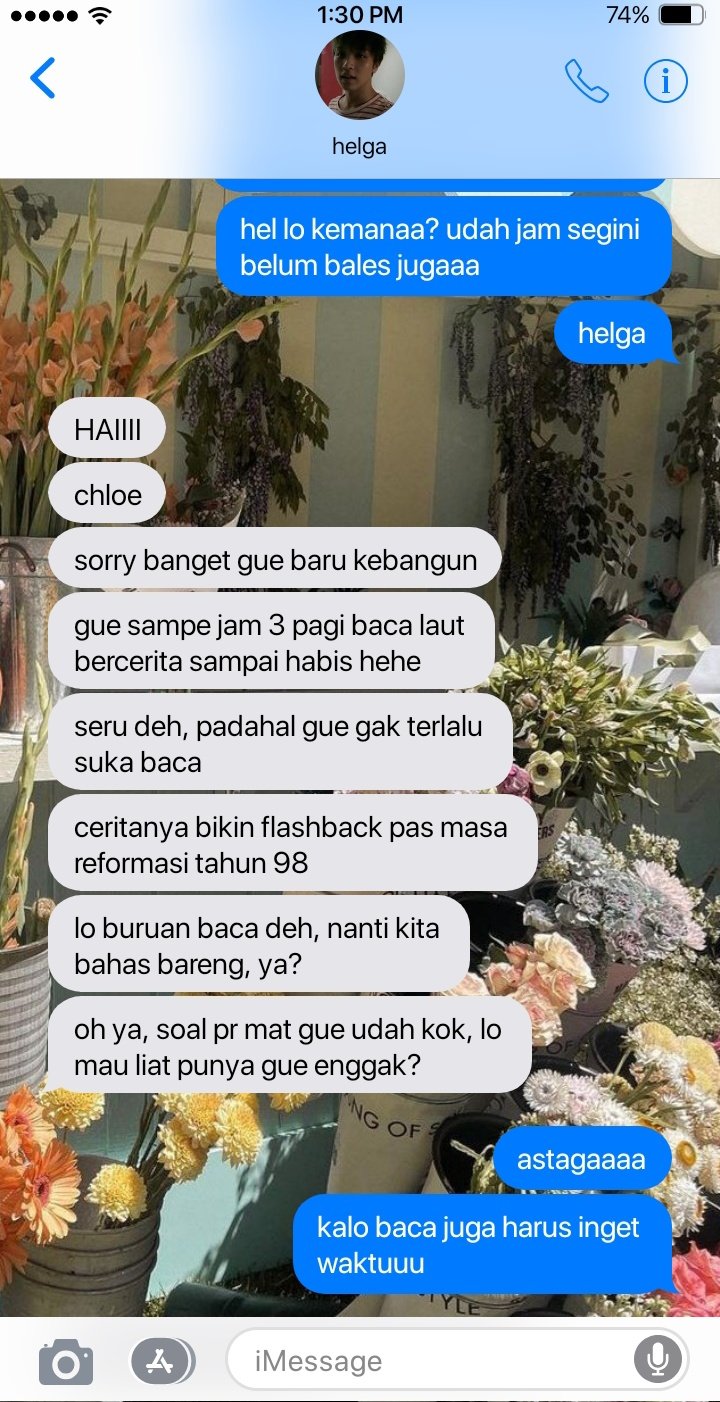 1:30 PM
74%
helga
hel lo kemanaa? udah jam segini
belum bales jugaaa
helga
HAIIII
chloe
sorry banget gue baru kebangun
gue sampe jam 3 pagi baca laut
bercerita sampai habis hehe
seru deh, padahal gue gak terlalu
suka baca
ceritanya bikin flashback pas masa
reformasi tahun 98
lo buruan baca deh, nanti kita
bahas bareng, ya?
oh ya, soal pr mat gue udah kok, lo
mau liat punya gue enggak?
astagaaaa
kalo baca juga harus inget
waktuuu
iMessage